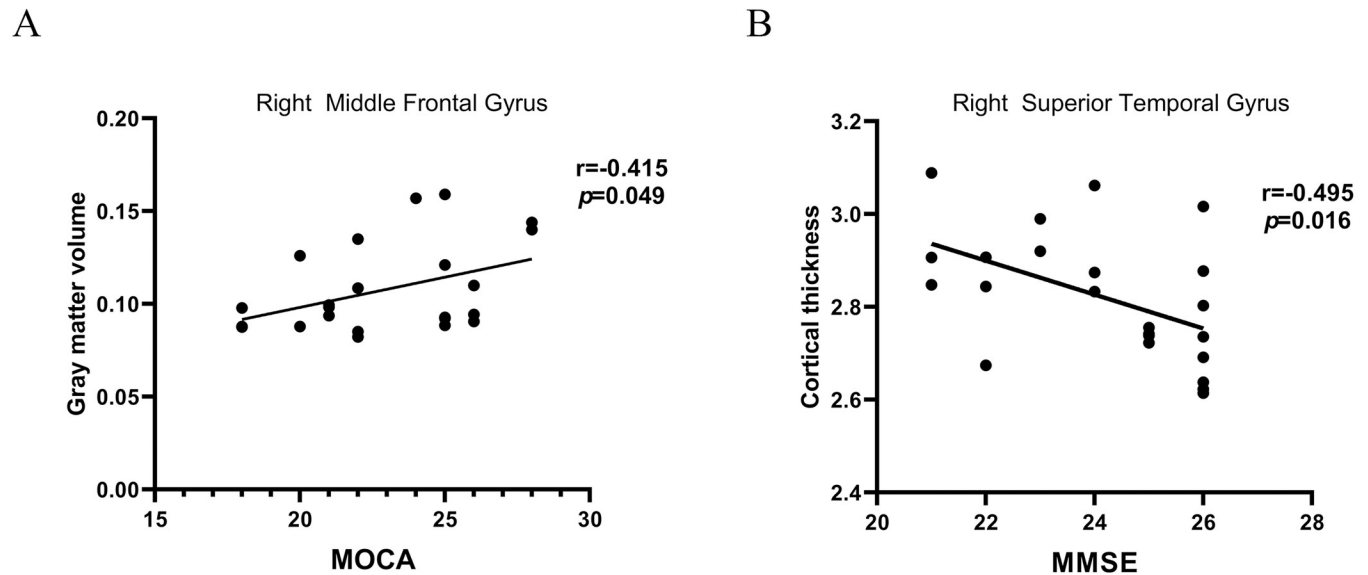 A
Right Middle Frontal Gyrus
0.20
0.15
0.10
0.05
0.00
Gray matter volume
15
20
25
30
MOCA
r=-0.415
p=0.049
B
Right Superior Temporal Gyrus
3.2
3.0
2.8
2.6
2.4
Cortical thickness
20
22
24
26
28
MMSE
r=-0.495
p=0.016